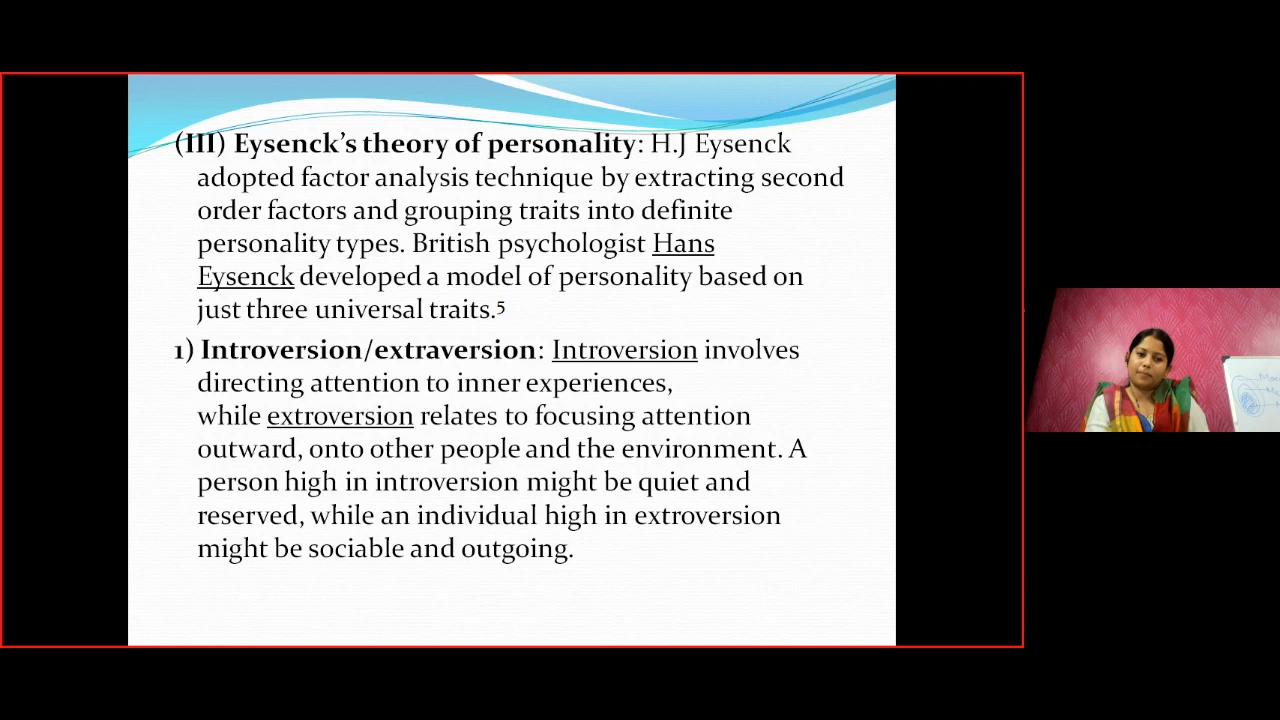 (III) Eysenck’s theory of personality: H.J Eysenck
adopted factor analysis technique by extracting second
order factors and grouping traits into definite
personality types. British psychologist Hans
Eysenck developed a model of personality based on
just three universal traits.5
1) Introversion/extraversion: Introversion involves
directing attention to inner experiences,
while extroversion relates to focusing attention
outward, onto other people and the environment. A
person high in introversion might be quiet and
reserved, while an individual high in extroversion
might be sociable and outgoing.